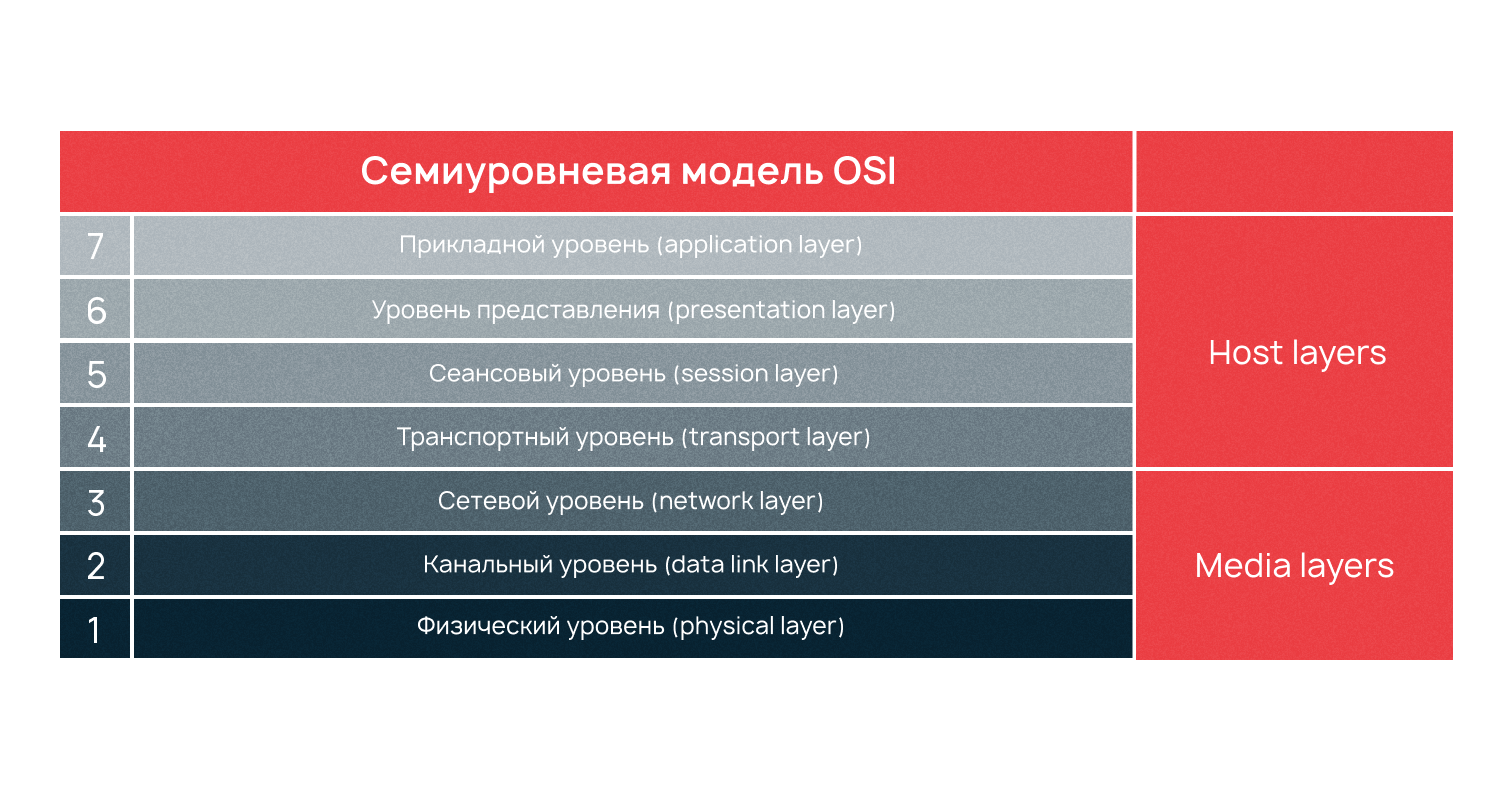 Семиуровневая модель OSI
7 Прикладной уровень (application layer)
6 Уровень представления (presentation layer)
5 Сеансовый уровень (session layer)
4 Транспортный уровень (transport layer)
Host layers
3 Сетевой уровень (network layer)
2 Канальный уровень (data link layer)
1 Физический уровень (physical layer)
Media layers